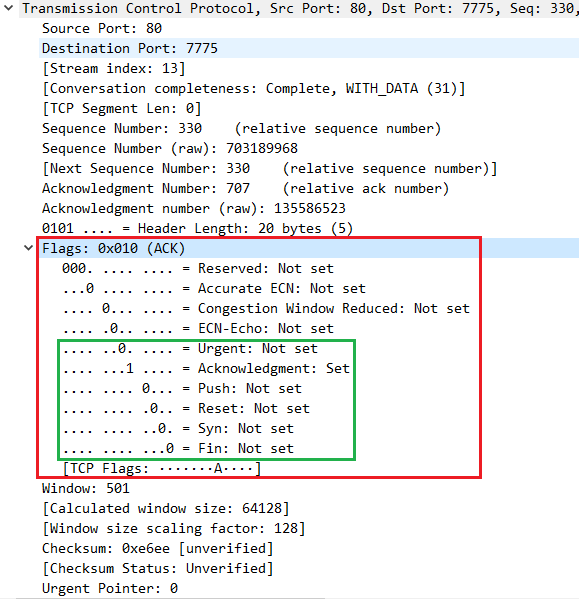 Transmission Control Protocol, Src Port: 80, Dst Port: 7775, Seq: 330,
Source Port: 80
Destination Port: 7775
[Stream index: 13]
[Conversation completeness: Complete, WITH_DATA (31)]
[TCP Segment Len: 0]
Sequence Number: 330    (relative sequence number)
Sequence Number (raw): 703189968
[Next Sequence Number: 330    (relative sequence number)]
Acknowledgment Number: 707    (relative ack number)
Acknowledgment number (raw): 135586523
0101 .... = Header Length: 20 bytes (5)
Flags: 0x010 (ACK)
000. .... .... = Reserved: Not set
...0 .... .... = Accurate ECN: Not set
.... 0... .... = Congestion Window Reduced: Not set
.... .0.. .... = ECN-Echo: Not set
.... ..0. .... = Urgent: Not set
.... ...1 .... = Acknowledgment: Set
.... .... 0... = Push: Not set
.... .... .0.. = Reset: Not set
.... .... ..0. = Syn: Not set
.... .... ...0 = Fin: Not set
[TCP Flags: ·······A····]
Window: 501
[Calculated window size: 64128]
[Window size scaling factor: 128]
Checksum: 0xe6ee [unverified]
[Checksum Status: Unverified]
Urgent Pointer: 0